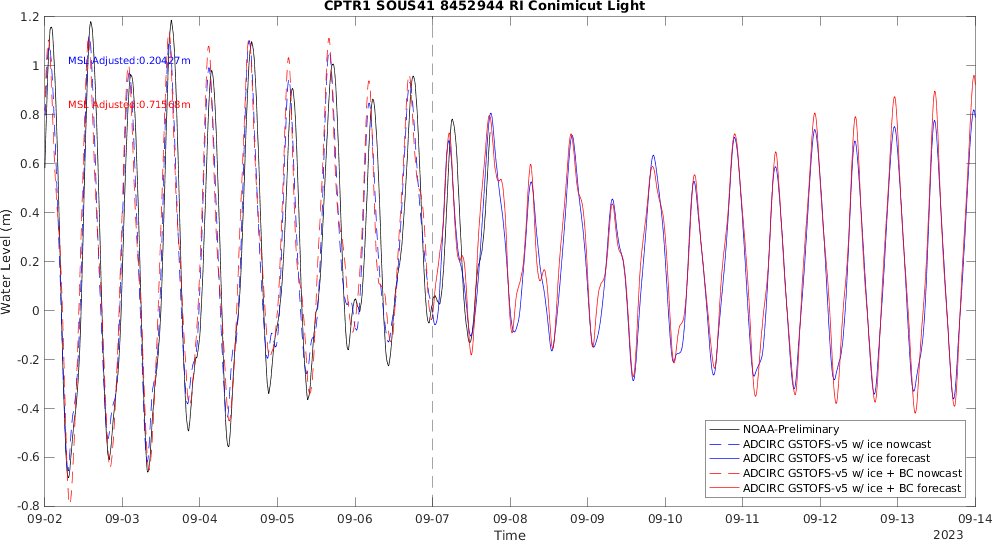 CPTR1 SOUS41 8452944 RI Conimicut Light
1.2
1
0.8
0.6
0.4
0.2
0
-0.2
-0.4
-0.6
-0.8
Water Level (m)
MSL Adjusted:0.20427m
MSL Adjusted:0.71568m
NOAA-Preliminary
ADCIRC GSTOFS-v5 w/ ice nowcast
ADCIRC GSTOFS-v5 w/ ice forecast
ADCIRC GSTOFS-v5 w/ ice + BC nowcast
ADCIRC GSTOFS-v5 w/ ice + BC forecast
09-02 09-03 09-04 09-05 09-06 09-07 09-08 09-09 09-10 09-11 09-12 09-13 09-14
Time
2023